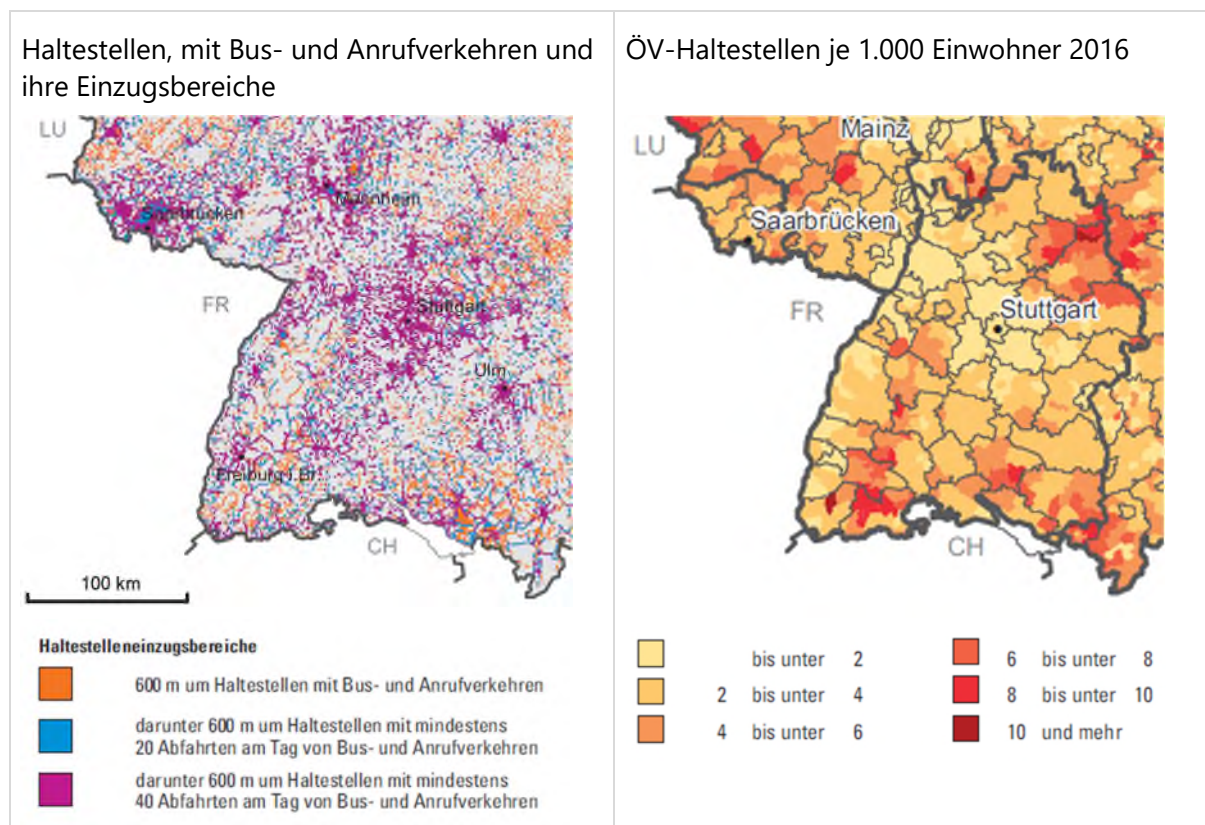 Haltestellen, mit Bus- und Anrufverkehren und
ihre Einzugsbereiche
LU
Saarbrücken
Mannheim
FR
Stuttgart
Ulm
Freiburg i.Br.
CH
100 km
Haltestelleneinzugsbereiche
600 m um Haltestellen mit Bus- und Anrufverkehren
darunter 600 m um Haltestellen mit mindestens
20 Abfahrten am Tag von Bus- und Anrufverkehren
darunter 600 m um Haltestellen mit mindestens
40 Abfahrten am Tag von Bus- und Anrufverkehren
ÖV-Haltestellen je 1.000 Einwohner 2016
Mainz
LU
Saarbrücken
FR
Stuttgart
CH
bis unter 2
2 bis unter 4
4 bis unter 6
6 bis unter 8
8 bis unter 10
10 und mehr